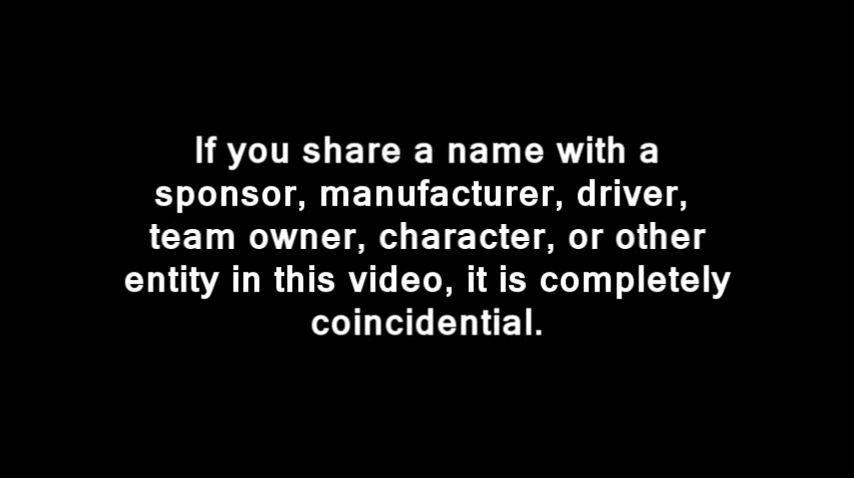 If you share a name with a
sponsor, manufacturer, driver,
team owner, character, or other
entity in this video, it is completely
coincidential.